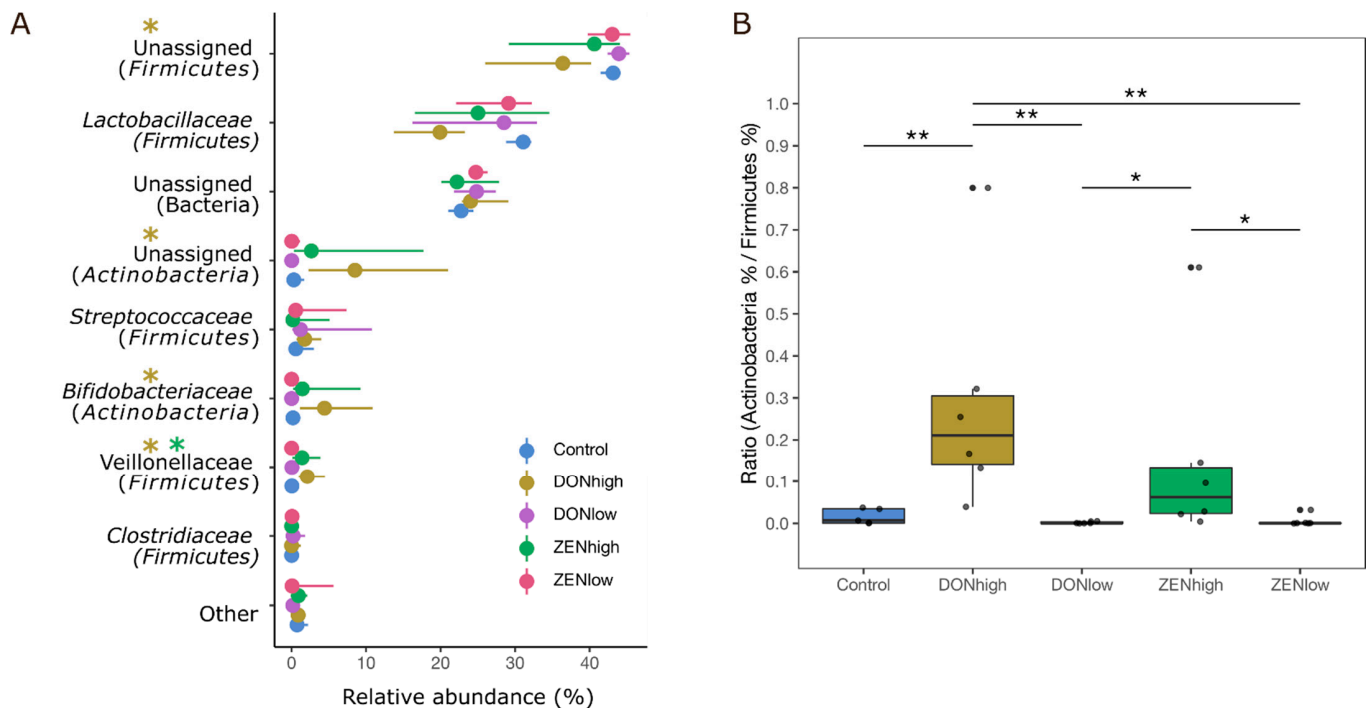 A
*
Unassigned
(Firmicutes)
Lactobacillaceae
(Firmicutes)
Unassigned
(Bacteria)
*
Unassigned
(Actinobacteria)
Streptococcaceae
(Firmicutes)
*
Bifidobacteriaceae
(Actinobacteria)
* *
Veillonellaceae
(Firmicutes)
Clostridiaceae
(Firmicutes)
Other
0 10 20 30 40
Relative abundance (%)
Control
DONhigh
DONlow
ZENhigh
ZENlow
B
Ratio (Actinobacteria % / Firmicutes %)
1.0
0.9
0.8
0.7
0.6
0.5
0.4
0.3
0.2
0.1
0.0
**
**
**
*
*
Control DONhigh DONlow ZENhigh ZENlow